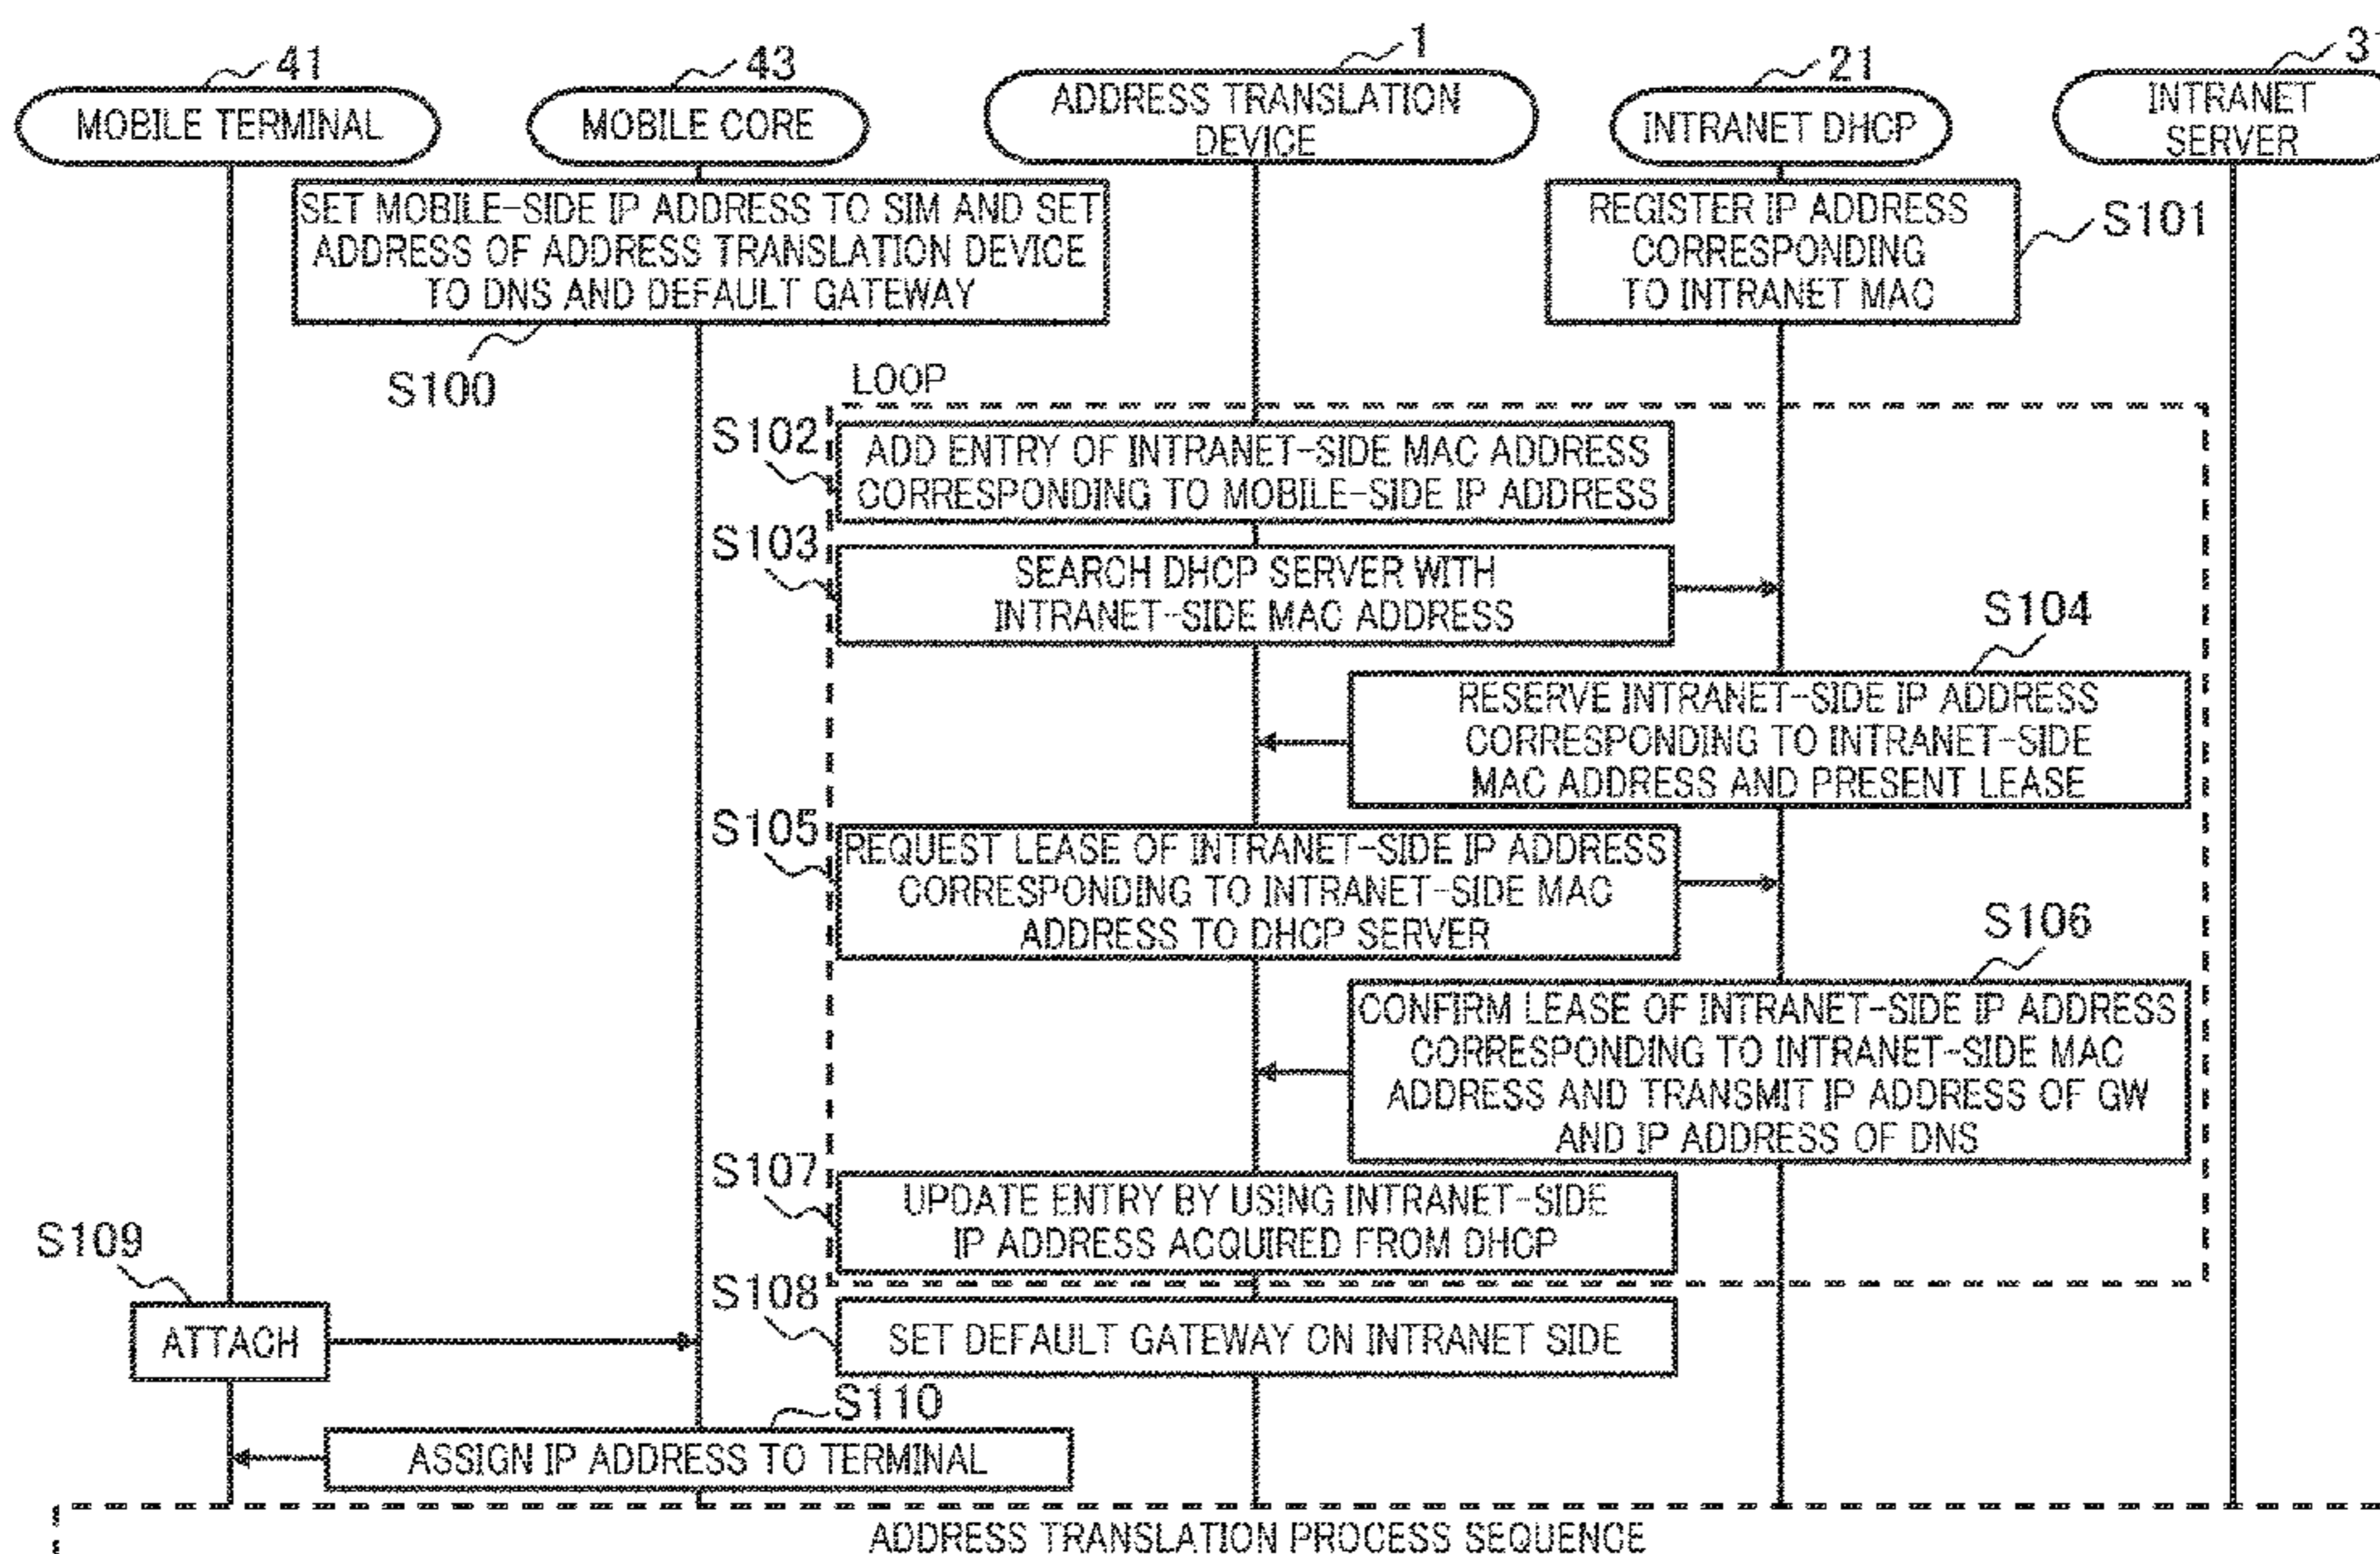 41
43
1
21
MOBILE TERMINAL
MOBILE CORE
ADDRESS TRANSLATION
DEVICE
INTRANET DHCP
INTRANET
SERVER
SET MOBILE-SIDE IP ADDRESS TO SIM AND SET
ADDRESS OF ADDRESS TRANSLATION DEVICE
TO DNS AND DEFAULT GATEWAY
S100
REGISTER IP ADDRESS
CORRESPONDING
TO INTRANET MAC
S101
LOOP
S102
ADD ENTRY OF INTRANET-SIDE MAC ADDRESS
CORRESPONDING TO MOBILE-SIDE IP ADDRESS
S103
SEARCH DHCP SERVER WITH
INTRANET-SIDE MAC ADDRESS
S104
RESERVE INTRANET-SIDE IP ADDRESS
CORRESPONDING TO INTRANET-SIDE
MAC ADDRESS AND PRESENT LEASE
S105
REQUEST LEASE OF INTRANET-SIDE IP ADDRESS
CORRESPONDING TO INTRANET-SIDE MAC
ADDRESS TO DHCP SERVER
S106
CONFIRM LEASE OF INTRANET-SIDE IP ADDRESS
CORRESPONDING TO INTRANET-SIDE MAC
ADDRESS AND TRANSMIT IP ADDRESS OF GW
AND IP ADDRESS OF DNS
S107
UPDATE ENTRY BY USING INTRANET-SIDE
IP ADDRESS ACQUIRED FROM DHCP
S108
SET DEFAULT GATEWAY ON INTRANET SIDE
S109
ATTACH
S110
ASSIGN IP ADDRESS TO TERMINAL
ADDRESS TRANSLATION PROCESS SEQUENCE